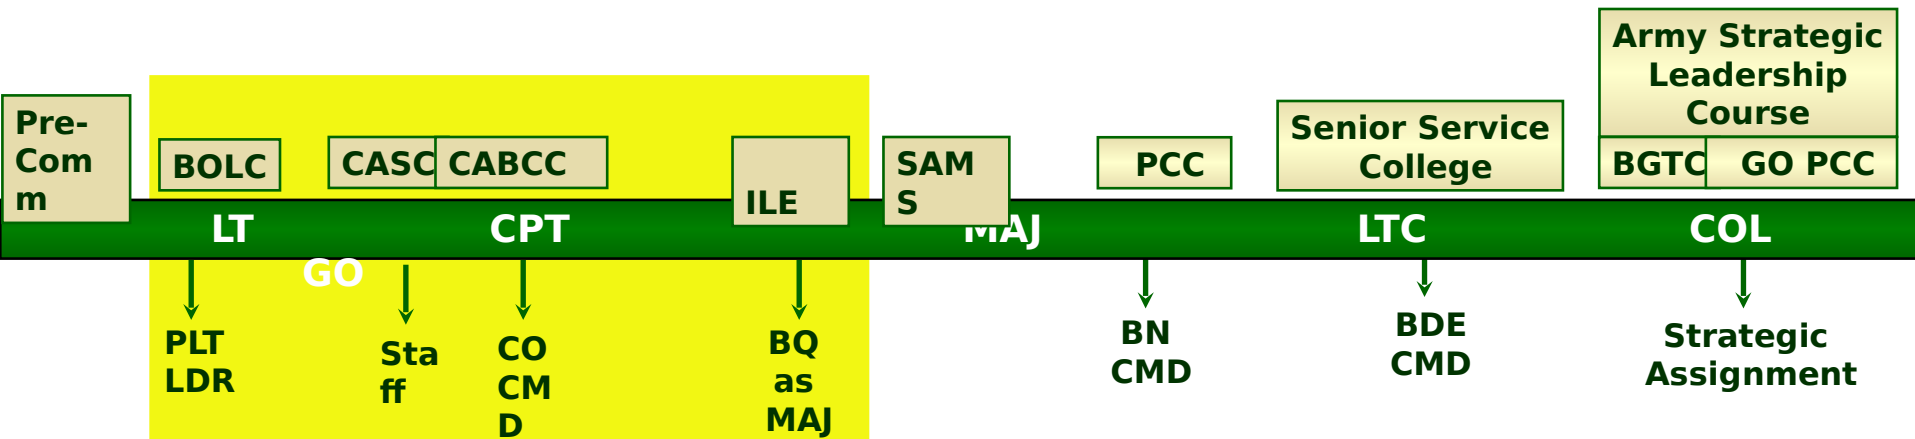 Army Strategic
Leadership
Course
Pre-
Com
m
BOLC
CASC
CABCC
ILE
SAM
S
PCC
Senior Service
College
BGTC
GO PCC
LT
CPT
MAJ
LTC
COL
GO
PLT
LDR
Sta
ff
CO
CM
D
BQ
as
MAJ
BN
CMD
BDE
CMD
Strategic
Assignment